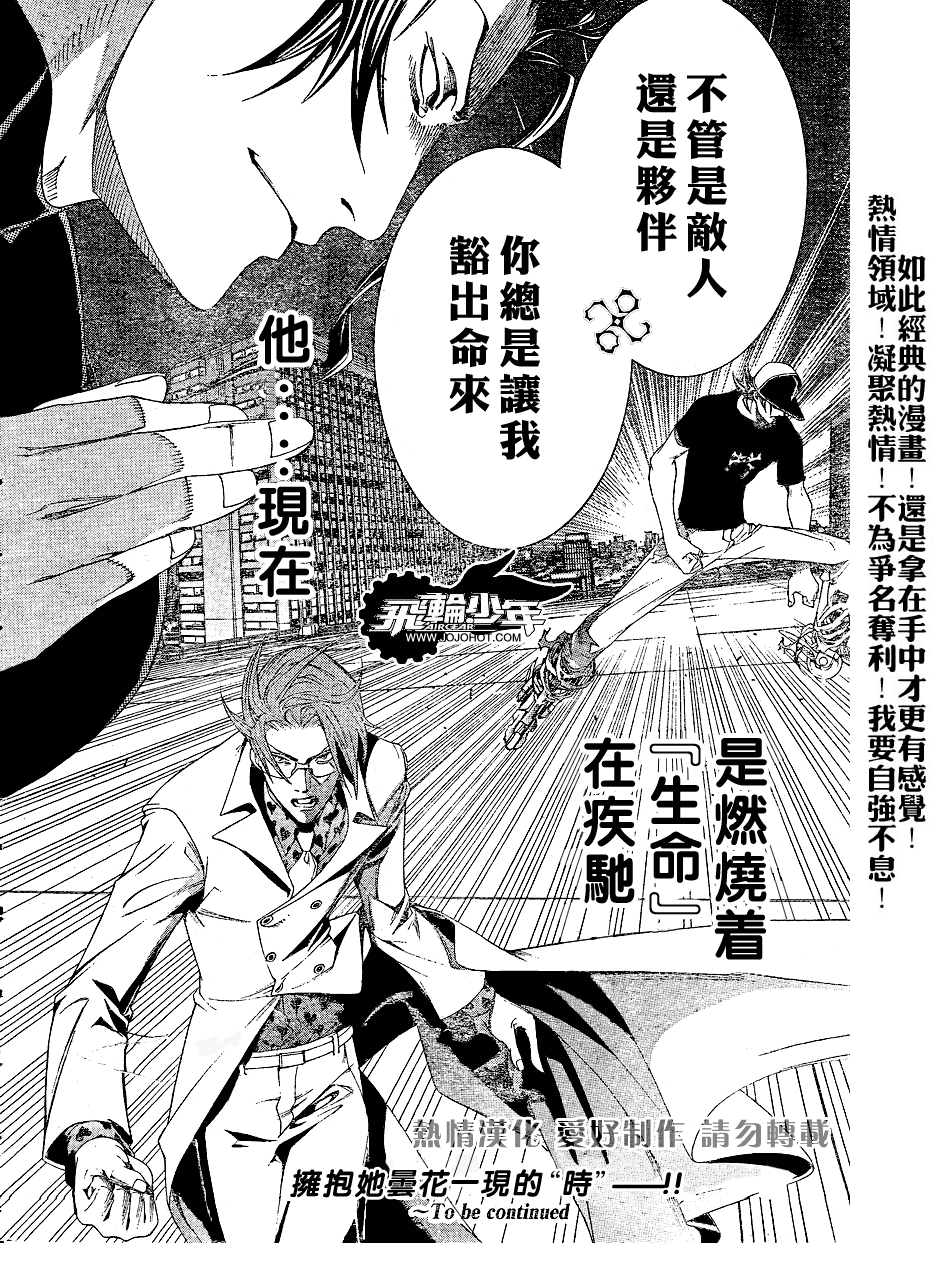 如此經典的漫畫！還是拿在手中才更有感覺！
熱情領域！凝聚熱情！不為爭名奪利！我要自強不息！
不管是敵人
還是夥伴
你總是讓我
豁出命來
他……現在
飛輪少年
AIR GEAR
WWW.JOJOHOT.COM
是燃燒着
『生命』
在疾馳
熱情漢化 愛好制作 請勿轉載
擁抱她曇花一現的“時”——!!
～To be continued